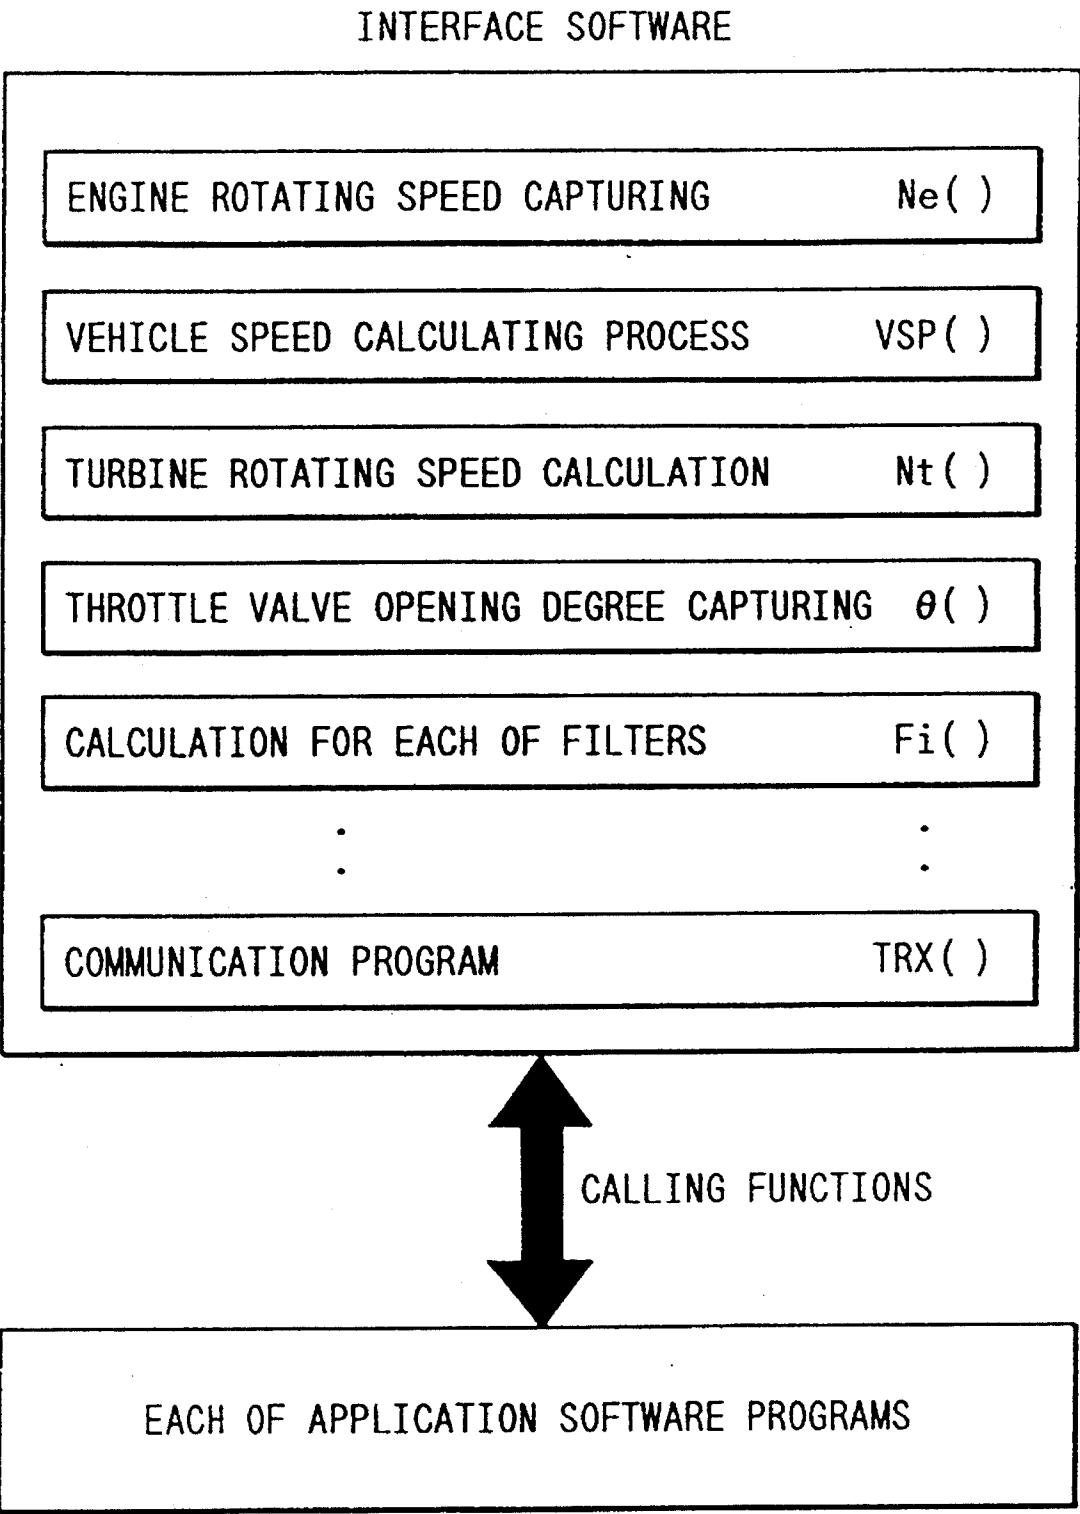 INTERFACE SOFTWARE
ENGINE ROTATING SPEED CAPTURING Ne( )
VEHICLE SPEED CALCULATING PROCESS VSP( )
TURBINE ROTATING SPEED CALCULATION Nt( )
THROTTLE VALVE OPENING DEGREE CAPTURING θ( )
CALCULATION FOR EACH OF FILTERS Fi( )
COMMUNICATION PROGRAM TRX( )
CALLING FUNCTIONS
EACH OF APPLICATION SOFTWARE PROGRAMS